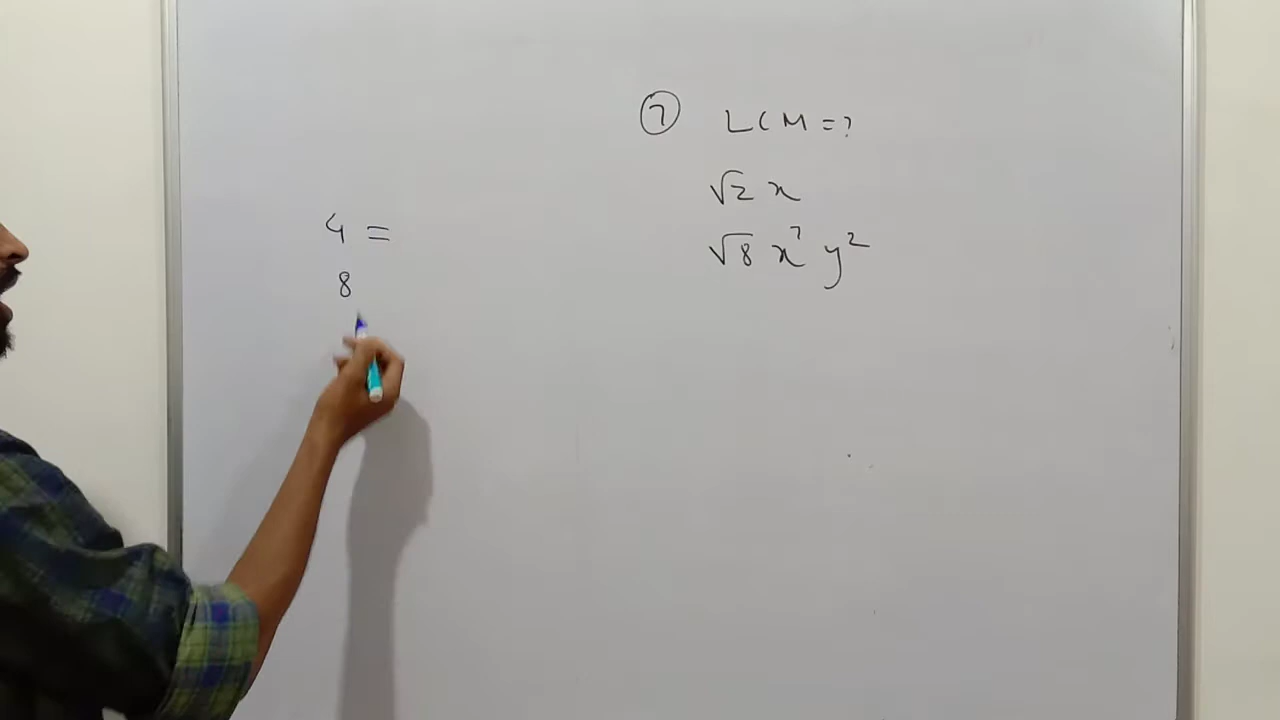 ⑦ LCM = ?
√2 x
√8 x⁷ y²
4 =
8